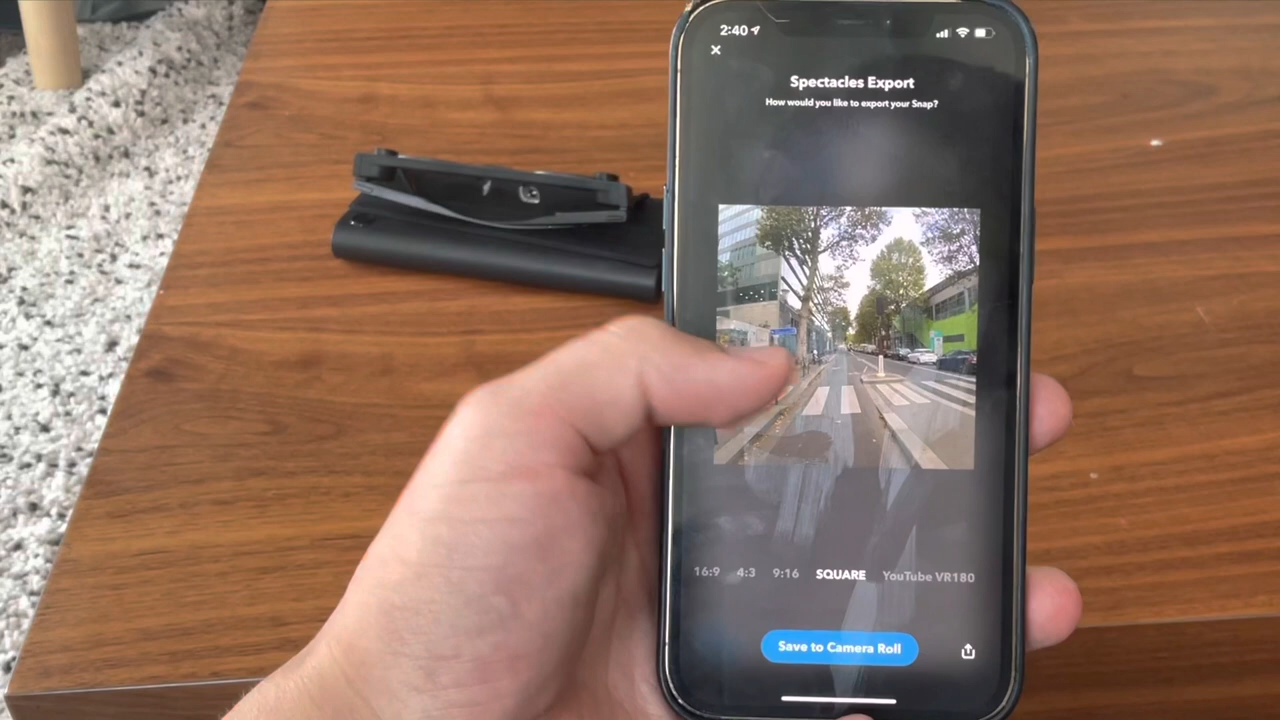 2:40
Spectacles Export
How would you like to export your Snap?
16:9 4:3 9:16 SQUARE YouTube VR180
Save to Camera Roll